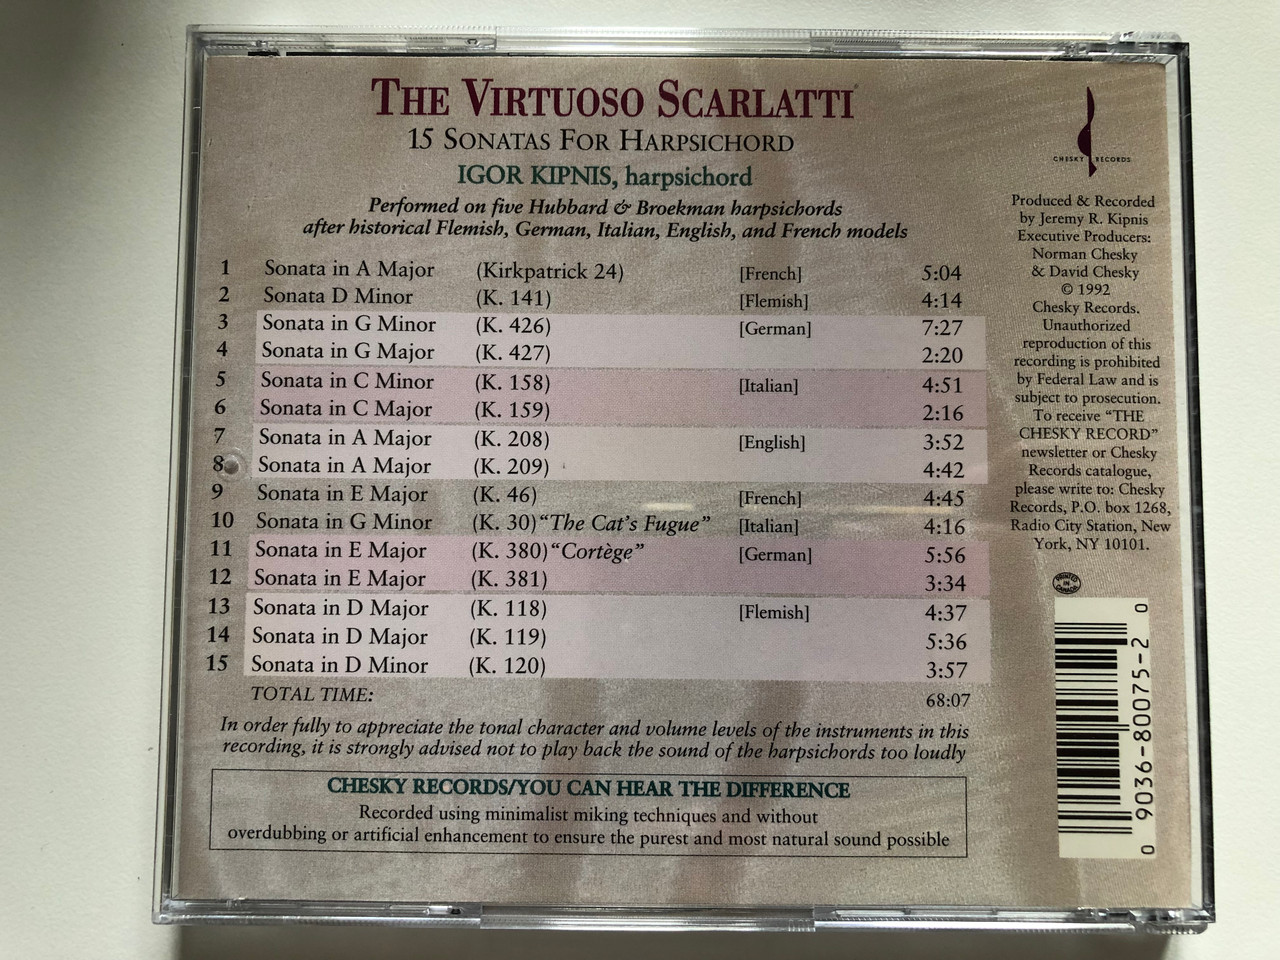 THE VIRTUOSO SCARLATTI
15 SONATAS FOR HARPSICHORD
IGOR KIPNIS, harpsichord
Performed on five Hubbard & Broekman harpsichords
after historical Flemish, German, Italian, English, and French models
1 Sonata in A Major (Kirkpatrick 24) [French] 5:04
2 Sonata D Minor (K. 141) [Flemish] 4:14
3 Sonata in G Minor (K. 426) [German] 7:27
4 Sonata in G Major (K. 427) 2:20
5 Sonata in C Minor (K. 158) [Italian] 4:51
6 Sonata in C Major (K. 159) 2:16
7 Sonata in A Major (K. 208) [English] 3:52
8 Sonata in A Major (K. 209) 4:42
9 Sonata in E Major (K. 46) [French] 4:45
10 Sonata in G Minor (K. 30) “The Cat’s Fugue” [Italian] 4:16
11 Sonata in E Major (K. 380) “Cortège” [German] 5:56
12 Sonata in E Major (K. 381) 3:34
13 Sonata in D Major (K. 118) [Flemish] 4:37
14 Sonata in D Major (K. 119) 5:36
15 Sonata in D Minor (K. 120) 3:57
TOTAL TIME: 68:07
In order fully to appreciate the tonal character and volume levels of the instruments in this
recording, it is strongly advised not to play back the sound of the harpsichords too loudly
CHESKY RECORDS/YOU CAN HEAR THE DIFFERENCE
Recorded using minimalist miking techniques and without
overdubbing or artificial enhancement to ensure the purest and most natural sound possible
CHESKY RECORDS
Produced & Recorded
by Jeremy R. Kipnis
Executive Producers:
Norman Chesky
& David Chesky
© 1992
Chesky Records.
Unauthorized
reproduction of this
recording is prohibited
by Federal Law and is
subject to prosecution.
To receive “THE
CHESKY RECORD”
newsletter or Chesky
Records catalogue,
please write to: Chesky
Records, P.O. box 1268,
Radio City Station, New
York, NY 10101.
PRINTED
IN
CANADA
0 9036-80075-2 0